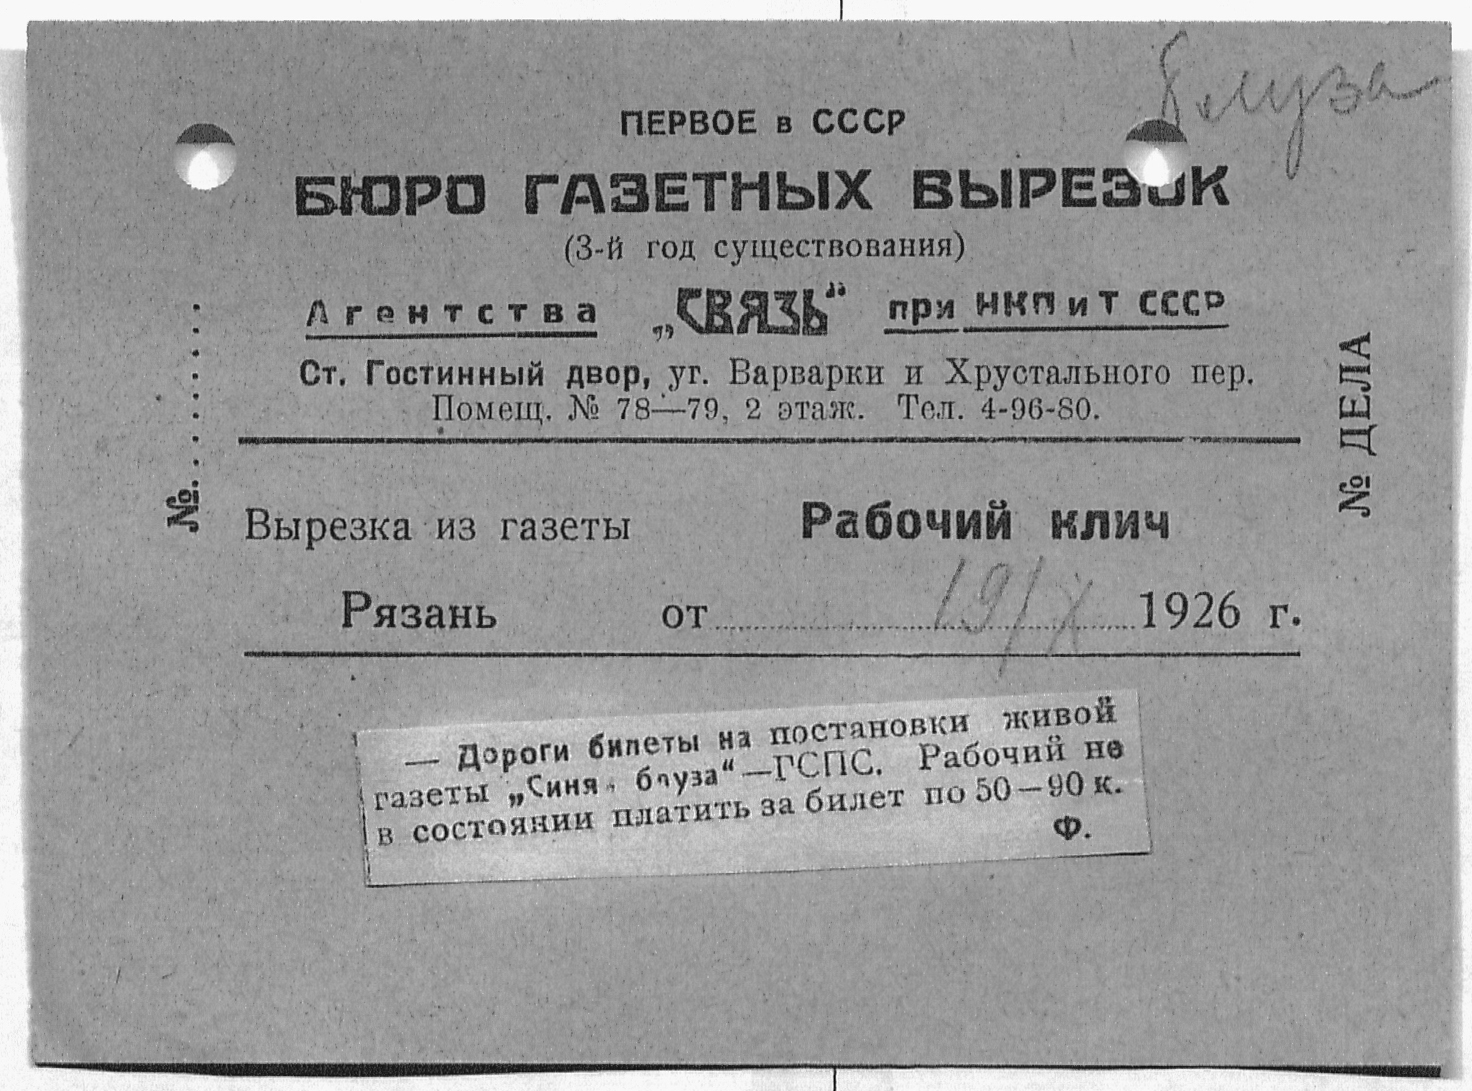 Блуза
ПЕРВОЕ в СССР
БЮРО ГАЗЕТНЫХ ВЫРЕЗОК
(3-й год существования)
Агентства „СВЯЗЬ“ при НКПиТ СССР
Ст. Гостинный двор, уг. Варварки и Хрустального пер.
Помещ. № 78—79, 2 этаж. Тел. 4-96-80.
№.........
№ ДЕЛА
Вырезка из газеты Рабочий клич
Рязань от 19/X 1926 г.
— Дороги билеты на постановки живой
газеты „Синяя блуза“—ГСПС. Рабочий не
в состоянии платить за билет по 50—90 к.
Ф.